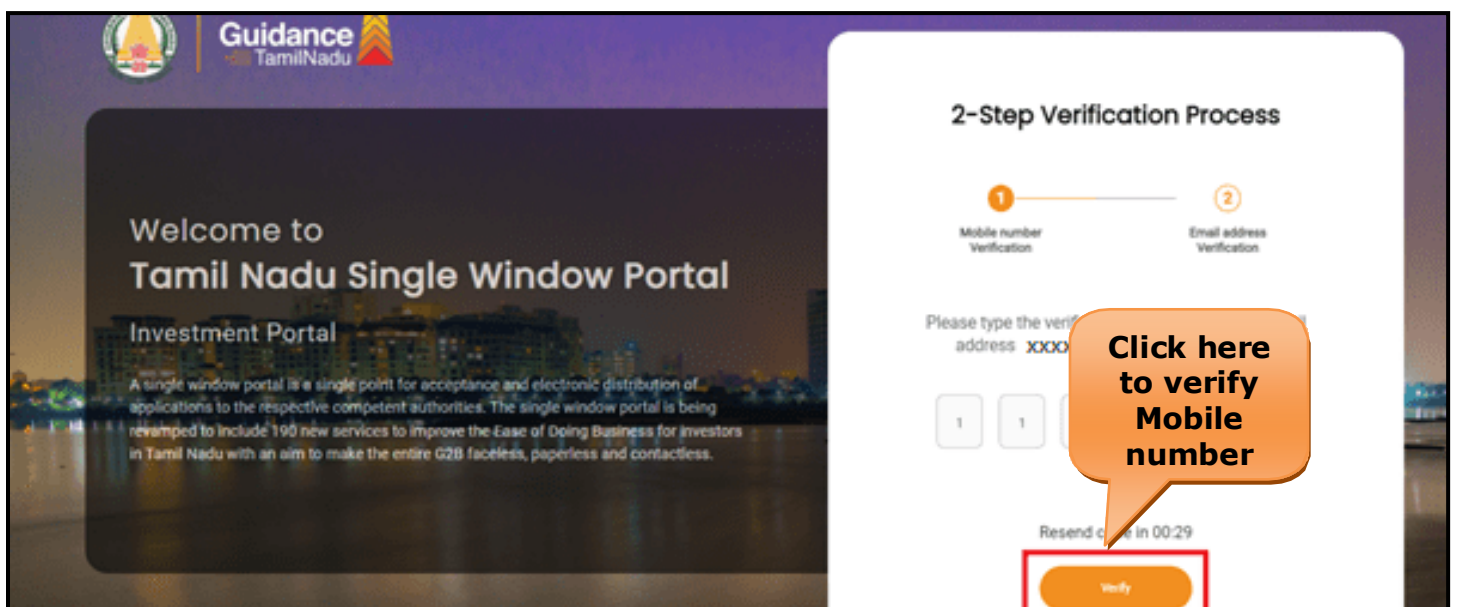 Guidance
TamilNadu
Welcome to
Tamil Nadu Single Window Portal
Investment Portal
A single window portal is a single point for acceptance and electronic distribution of
applications to the respective competent authorities. The single window portal is being
revamped to include 190 new services to improve the Ease of Doing Business for investors
in Tamil Nadu with an aim to make the entire G2B faceless, paperless and contactless.
2-Step Verification Process
1
2
Mobile number
Verification
Email address
Verification
Please type the
address xxxx
1 1
Click here
to verify
Mobile
number
Resend in 00:29
Verify